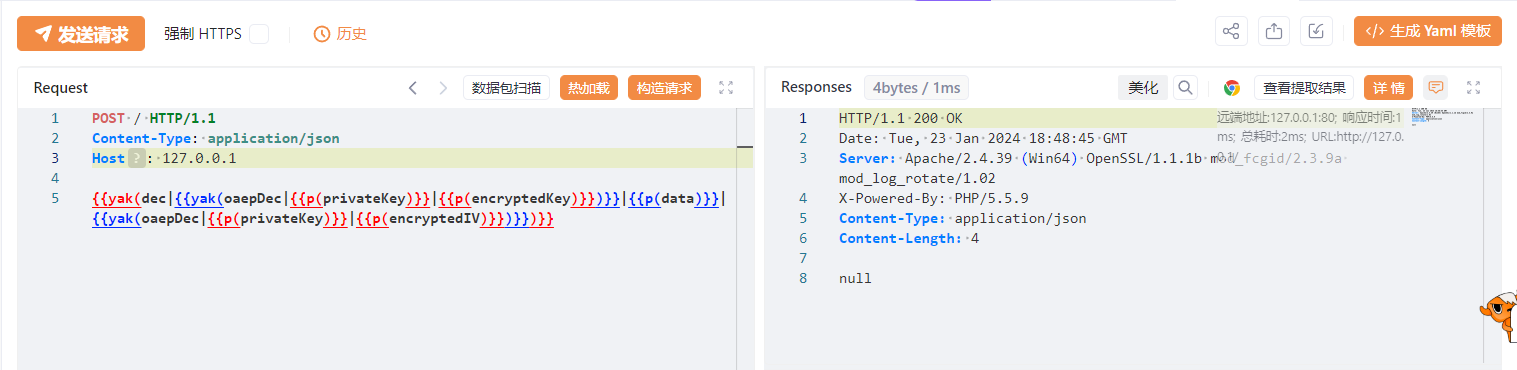 发送请求 强制 HTTPS 历史 </> 生成 Yaml 模板
Request 数据包扫描 热加载 构造请求 Responses 4bytes / 1ms 美化 查看提取结果 详情
1 POST / HTTP/1.1
2 Content-Type: application/json
3 Host ? : 127.0.0.1
4
5 {{yak(dec|{{yak(oaepDec|{{p(privateKey)}}|{{p(encryptedKey)}})}}|{{p(data)}}|
{{yak(oaepDec|{{p(privateKey)}}|{{p(encryptedIV)}})}})}}
1 HTTP/1.1 200 OK
2 Date: Tue, 23 Jan 2024 18:48:45 GMT
3 Server: Apache/2.4.39 (Win64) OpenSSL/1.1.1b mod_fcgid/2.3.9a
mod_log_rotate/1.02
4 X-Powered-By: PHP/5.5.9
5 Content-Type: application/json
6 Content-Length: 4
7
8 null
远端地址:127.0.0.1:80; 响应时间:1
ms; 总耗时:2ms; URL:http://127.0.